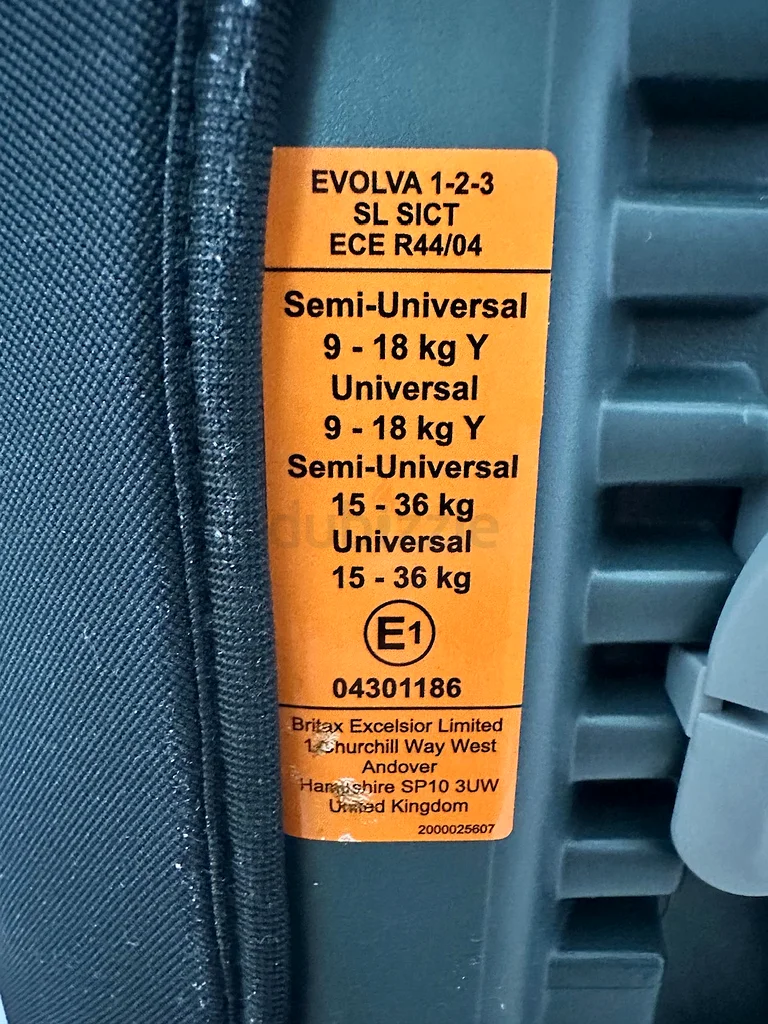 EVOLVA 1-2-3
SL SICT
ECE R44/04
Semi-Universal
9 - 18 kg Y
Universal
9 - 18 kg Y
Semi-Universal
15 - 36 kg
dubizzle
Universal
15 - 36 kg
E1
04301186
Britax Excelsior Limited
1 Churchill Way West
Andover
Hampshire SP10 3UW
United Kingdom
2000025607